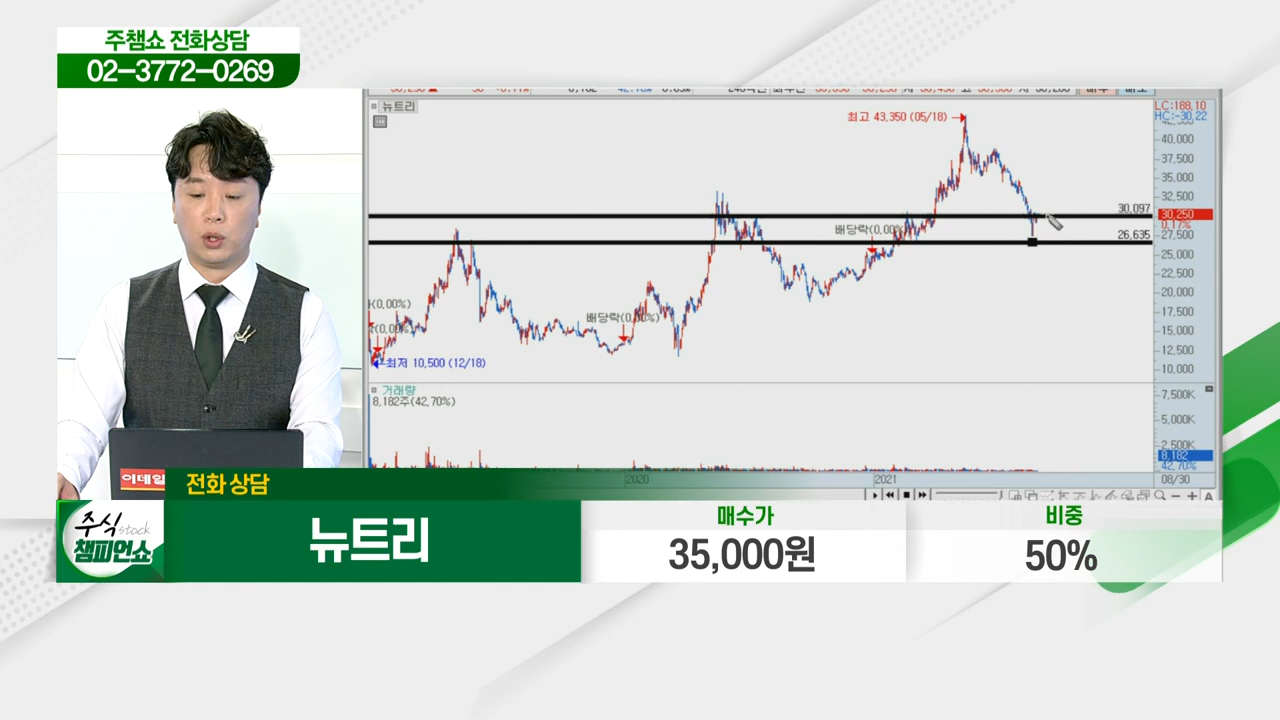 주챔쇼 전화상담
02-3772-0269
뉴트리
최고 43,350 (05/18)
LC:188.10
HC:-30.22
40,000
37,500
35,000
32,500
30,097
30,250
0.17%
27,500
26,635
25,000
22,500
20,000
17,500
15,000
12,500
10,000
배당락(0.00%)
배당락(0.00%)
(0.00%)
최저 10,500 (12/18)
거래량
8,182주(42.70%)
7,500K
5,000K
2,500K
8,182
42.70%
2020
2021
08/30
이데일
전화 상담
주식 stock
챔피언쇼
뉴트리
매수가
35,000원
비중
50%